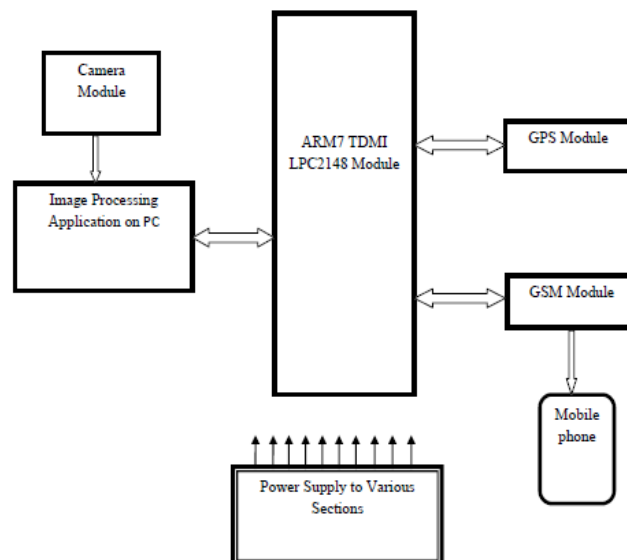 Camera
Module
Image Processing
Application on PC
ARM7 TDMI
LPC2148 Module
GPS Module
GSM Module
Mobile
phone
Power Supply to Various
Sections